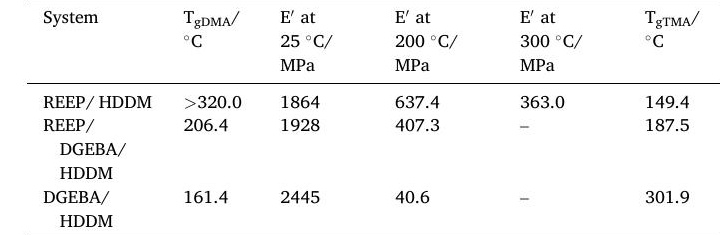 System T_gDMA/ E′ at E′ at E′ at T_gTMA/
°C 25 °C/ 200 °C/ 300 °C/ °C
MPa MPa MPa
REEP/ HDDM >320.0 1864 637.4 363.0 149.4
REEP/ 206.4 1928 407.3 – 187.5
DGEBA/
HDDM
DGEBA/ 161.4 2445 40.6 – 301.9
HDDM